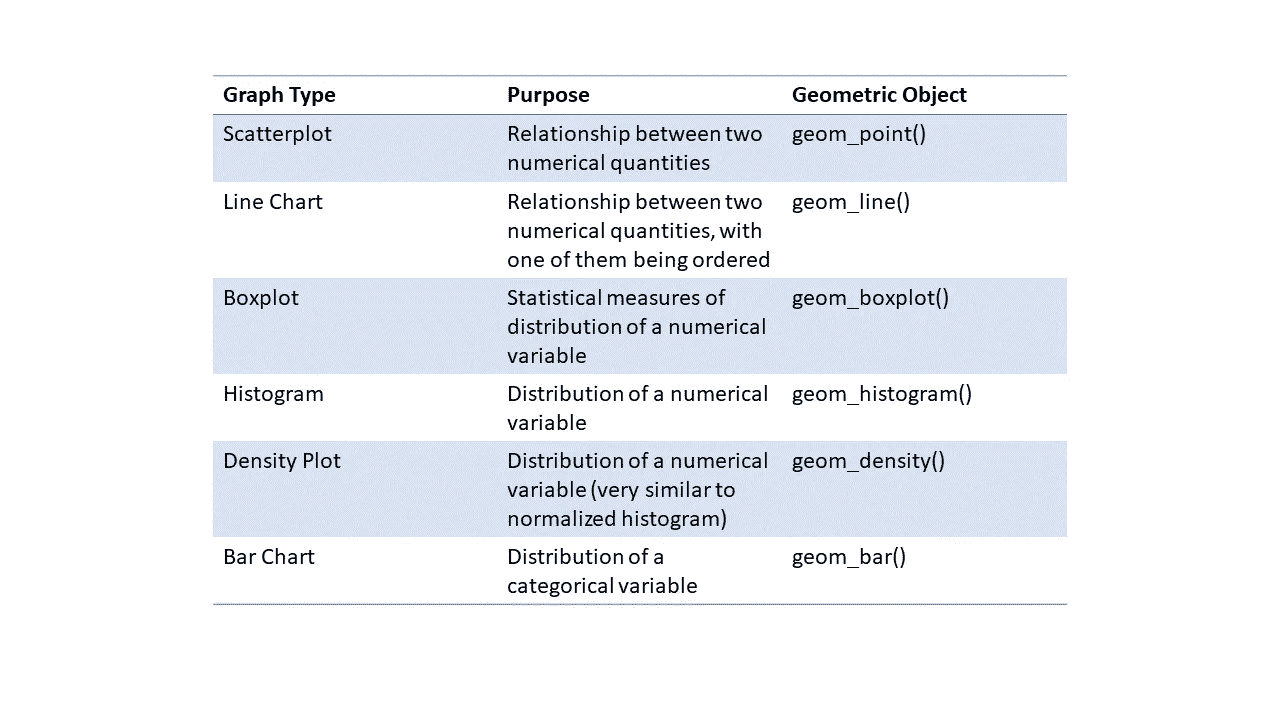 Graph Type Purpose Geometric Object
Scatterplot Relationship between two geom_point()
numerical quantities
Line Chart Relationship between two geom_line()
numerical quantities, with
one of them being ordered
Boxplot Statistical measures of geom_boxplot()
distribution of a numerical
variable
Histogram Distribution of a numerical geom_histogram()
variable
Density Plot Distribution of a numerical geom_density()
variable (very similar to
normalized histogram)
Bar Chart Distribution of a geom_bar()
categorical variable